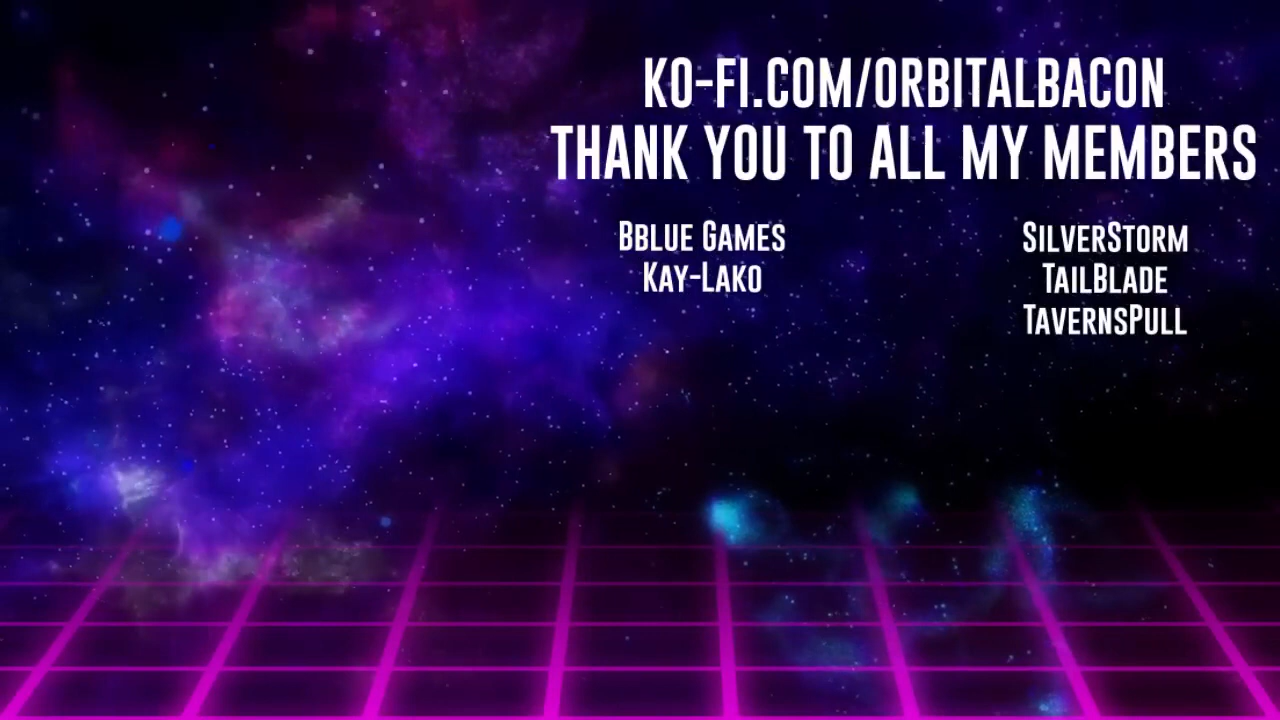 KO-FI.COM/ORBITALBACON
THANK YOU TO ALL MY MEMBERS
BBLUE GAMES
KAY-LAKO
SILVERSTORM
TAILBLADE
TAVERNSPULL